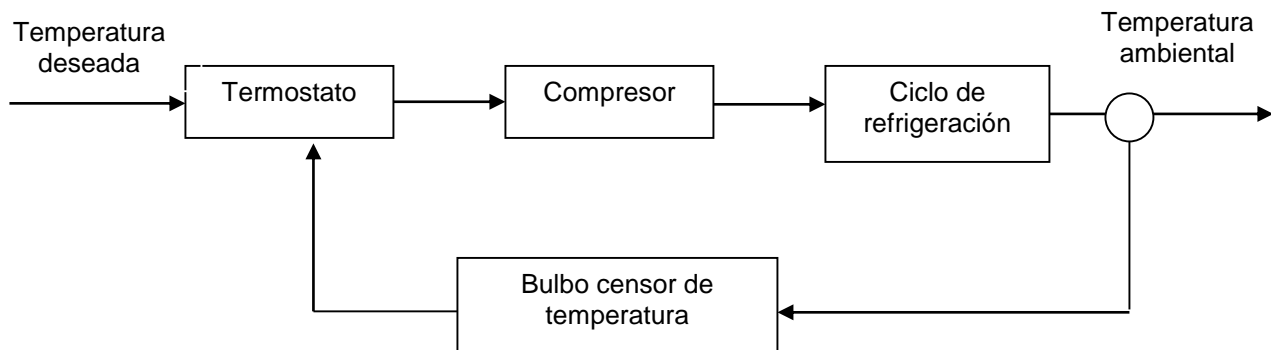 Temperatura
deseada
Termostato
Compresor
Ciclo de
refrigeración
Temperatura
ambiental
Bulbo censor de
temperatura